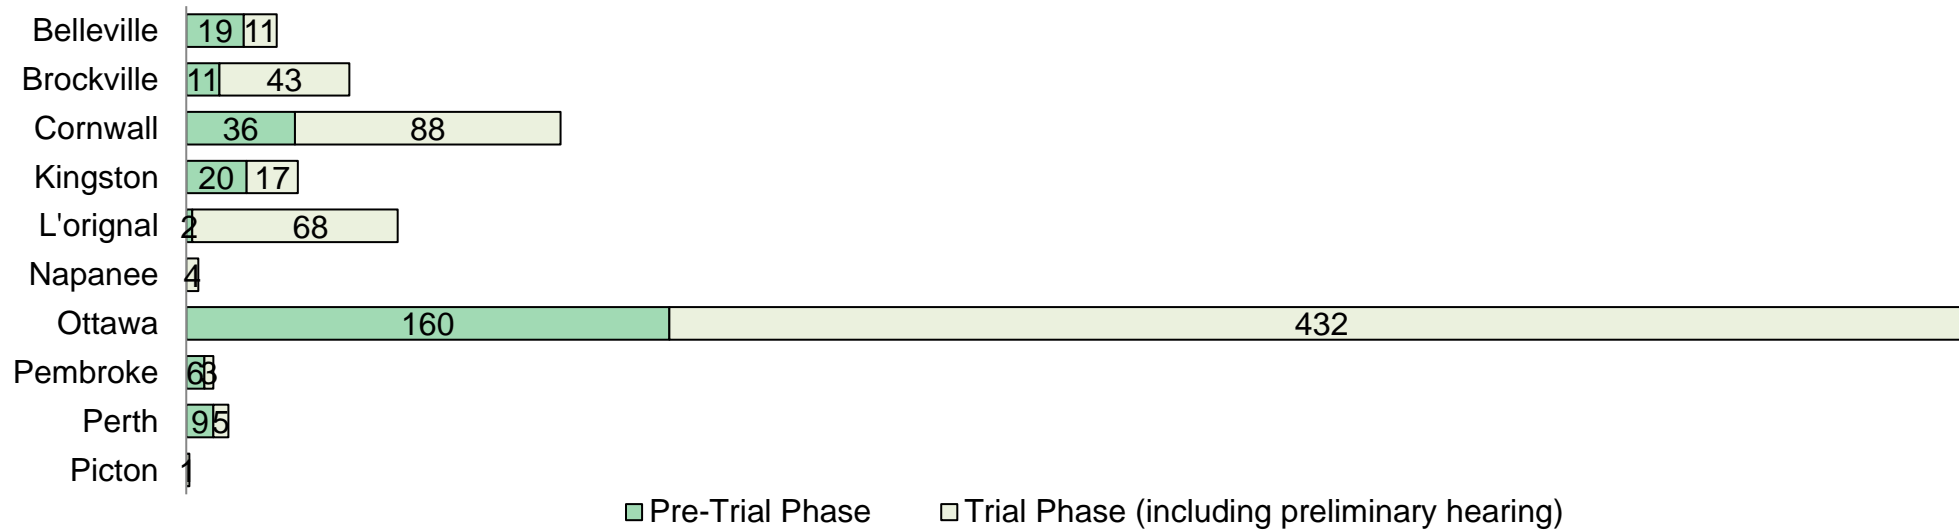 Belleville 19 11
Brockville 11 43
Cornwall 36 88
Kingston 20 17
L'orignal 2 68
Napanee 4
Ottawa 160 432
Pembroke 6 3
Perth 9 5
Picton 1
Pre-Trial Phase Trial Phase (including preliminary hearing)